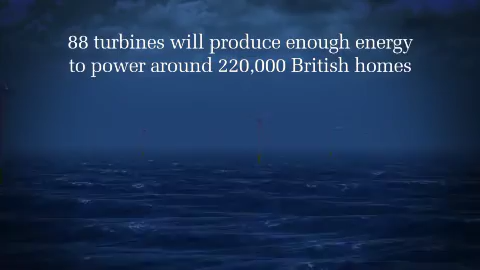 88 turbines will produce enough energy
to power around 220,000 British homes